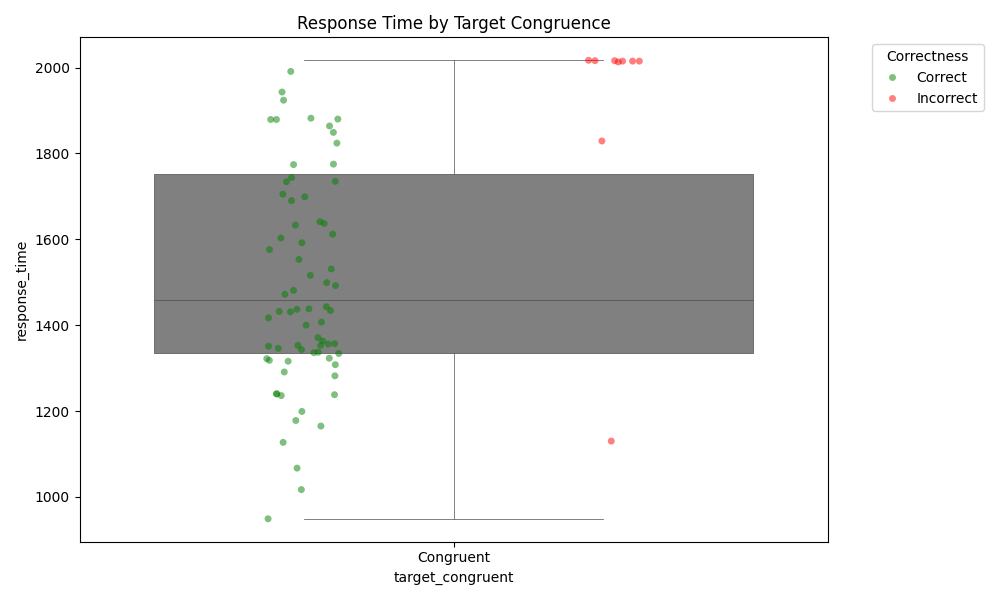 Response Time by Target Congruence
Correctness
Correct
Incorrect
response_time
2000
1800
1600
1400
1200
1000
Congruent
target_congruent